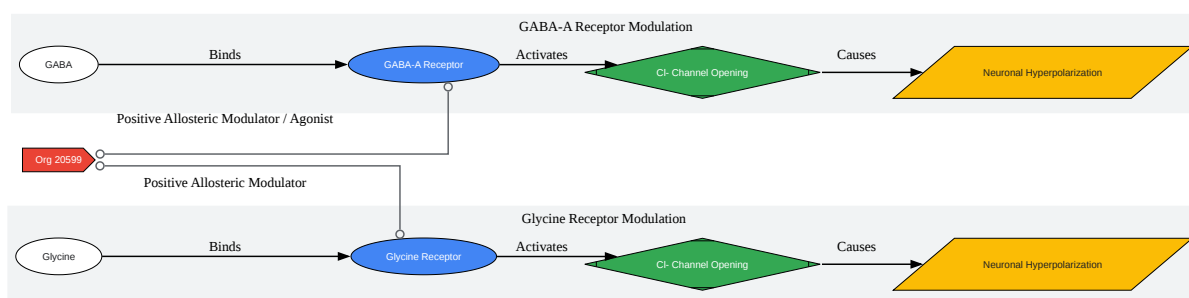 GABA-A Receptor Modulation
GABA
Binds
GABA-A Receptor
Activates
Cl- Channel Opening
Causes
Neuronal Hyperpolarization
Positive Allosteric Modulator / Agonist
Org 20599
Positive Allosteric Modulator
Glycine Receptor Modulation
Glycine
Binds
Glycine Receptor
Activates
Cl- Channel Opening
Causes
Neuronal Hyperpolarization